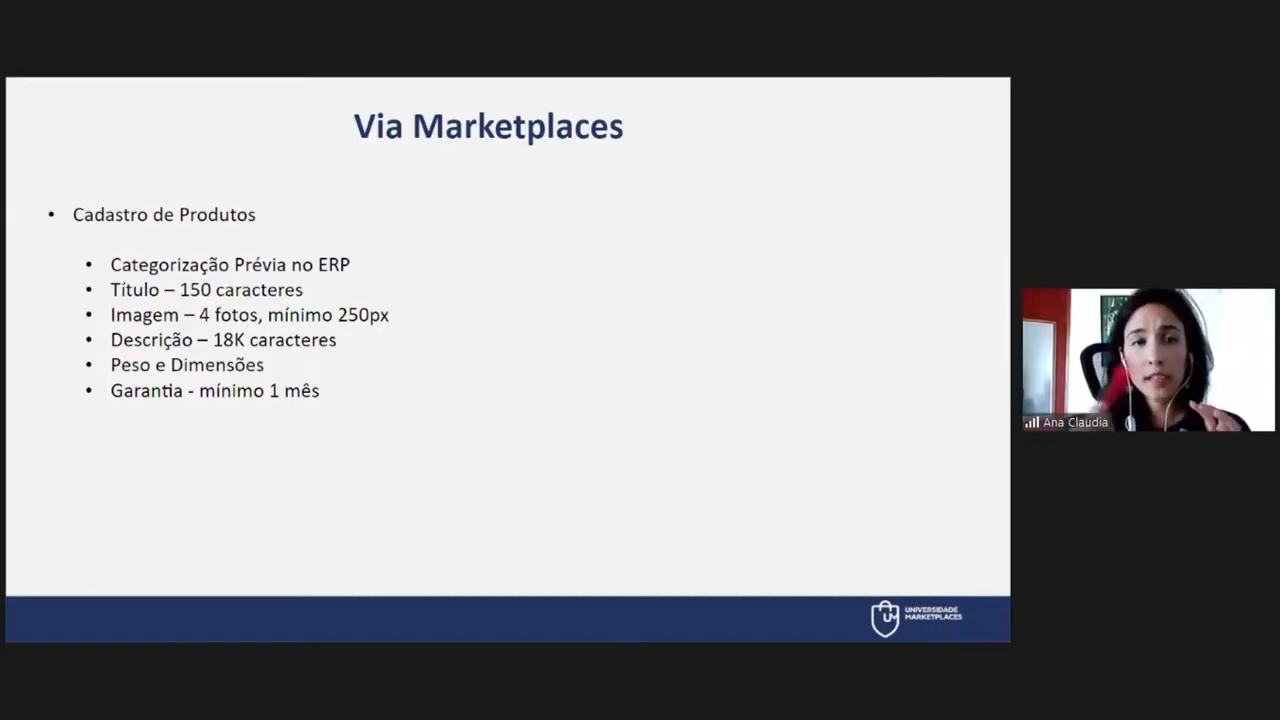 Via Marketplaces
• Cadastro de Produtos
• Categorização Prévia no ERP
• Título – 150 caracteres
• Imagem – 4 fotos, mínimo 250px
• Descrição – 18K caracteres
• Peso e Dimensões
• Garantia - mínimo 1 mês
Ana Claudia
UM
UNIVERSIDADE
MARKETPLACES